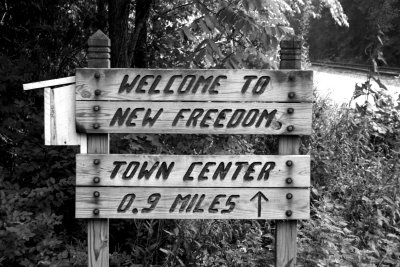 WELCOME TO
NEW FREEDOM,
TOWN CENTER
0.9 MILES ↑